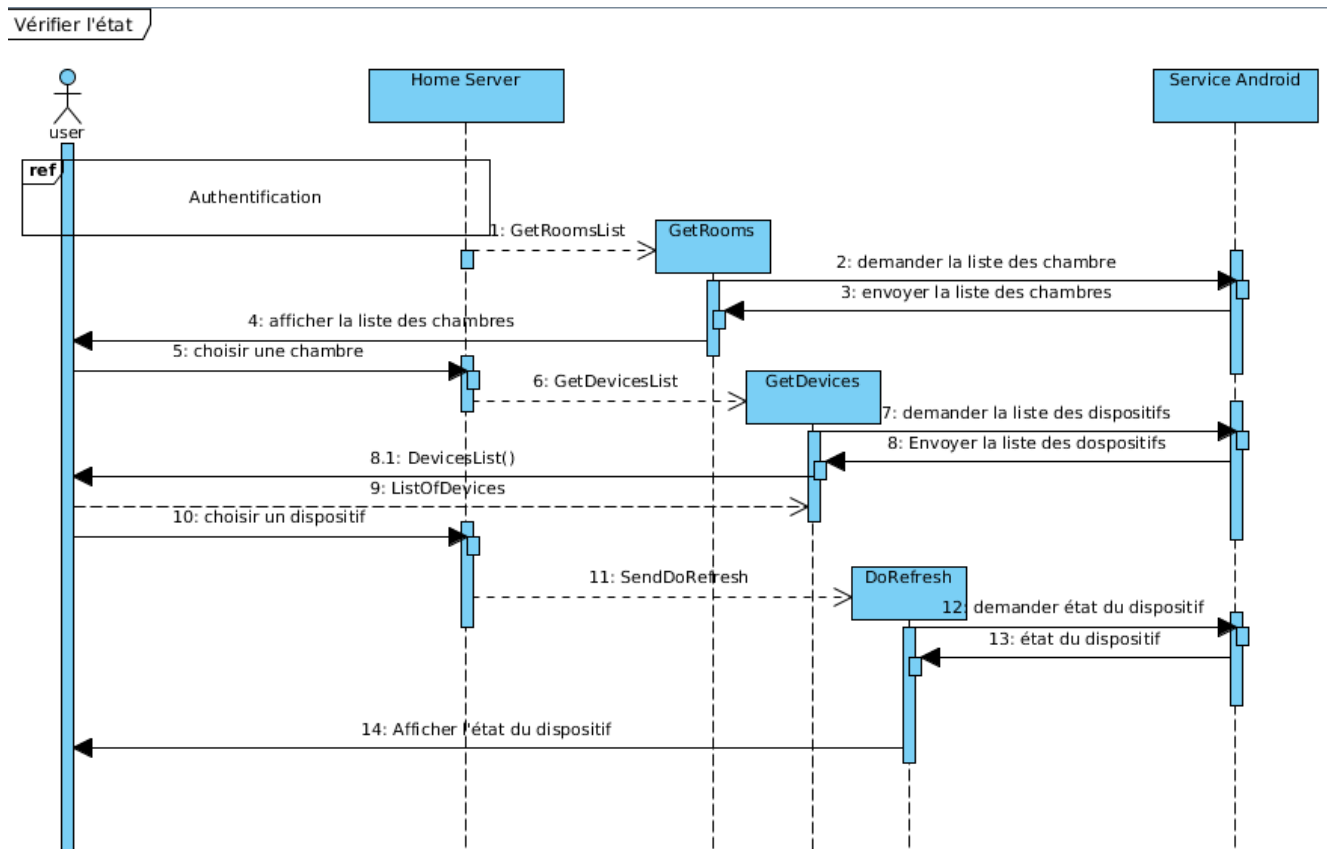 Vérifier l'état
Home Server
Service Android
user
ref
Authentification
1: GetRoomsList
GetRooms
2: demander la liste des chambre
3: envoyer la liste des chambres
4: afficher la liste des chambres
5: choisir une chambre
6: GetDevicesList
GetDevices
7: demander la liste des dispositifs
8: Envoyer la liste des dospositifs
8.1: DevicesList()
9: ListOfDevices
10: choisir un dispositif
11: SendDoRefresh
DoRefresh
12: demander état du dispositif
13: état du dispositif
14: Afficher l'état du dispositif